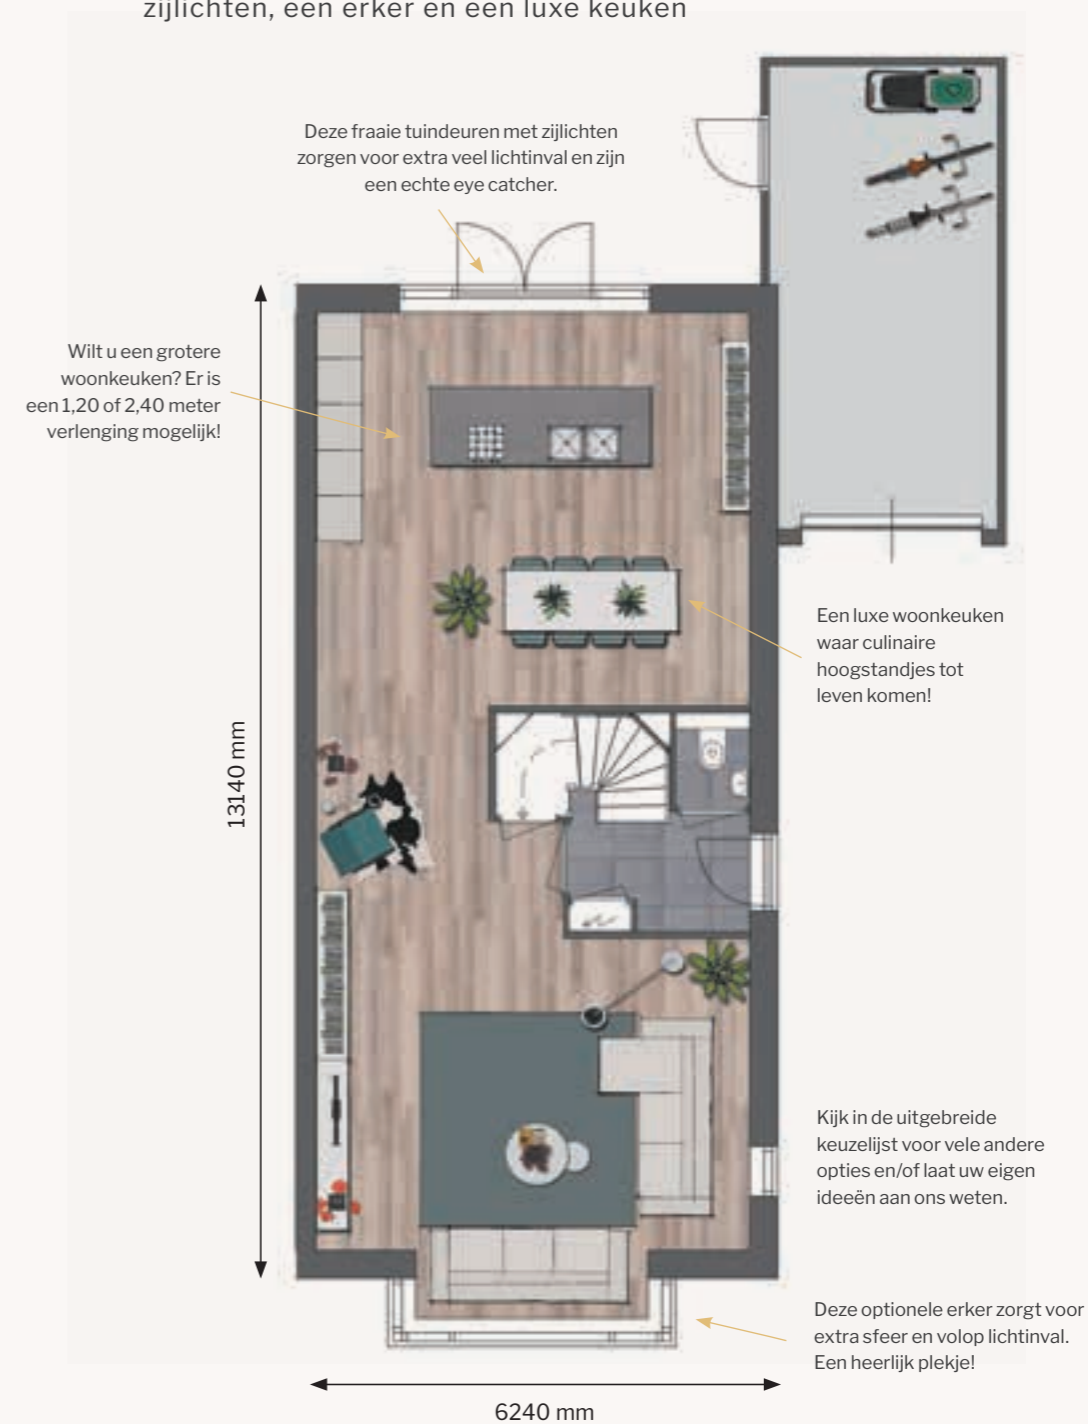 zijlichten, een erker en een luxe keuken
Deze fraaie tuindeuren met zijlichten
zorgen voor extra veel lichtinval en zijn
een echte eye catcher.
Wilt u een grotere
woonkeuken? Er is
een 1,20 of 2,40 meter
verlenging mogelijk!
Een luxe woonkeuken
waar culinaire
hoogstandjes tot
leven komen!
13140 mm
Kijk in de uitgebreide
keuzelijst voor vele andere
opties en/of laat uw eigen
ideeën aan ons weten.
Deze optionele erker zorgt voor
extra sfeer en volop lichtinval.
Een heerlijk plekje!
6240 mm